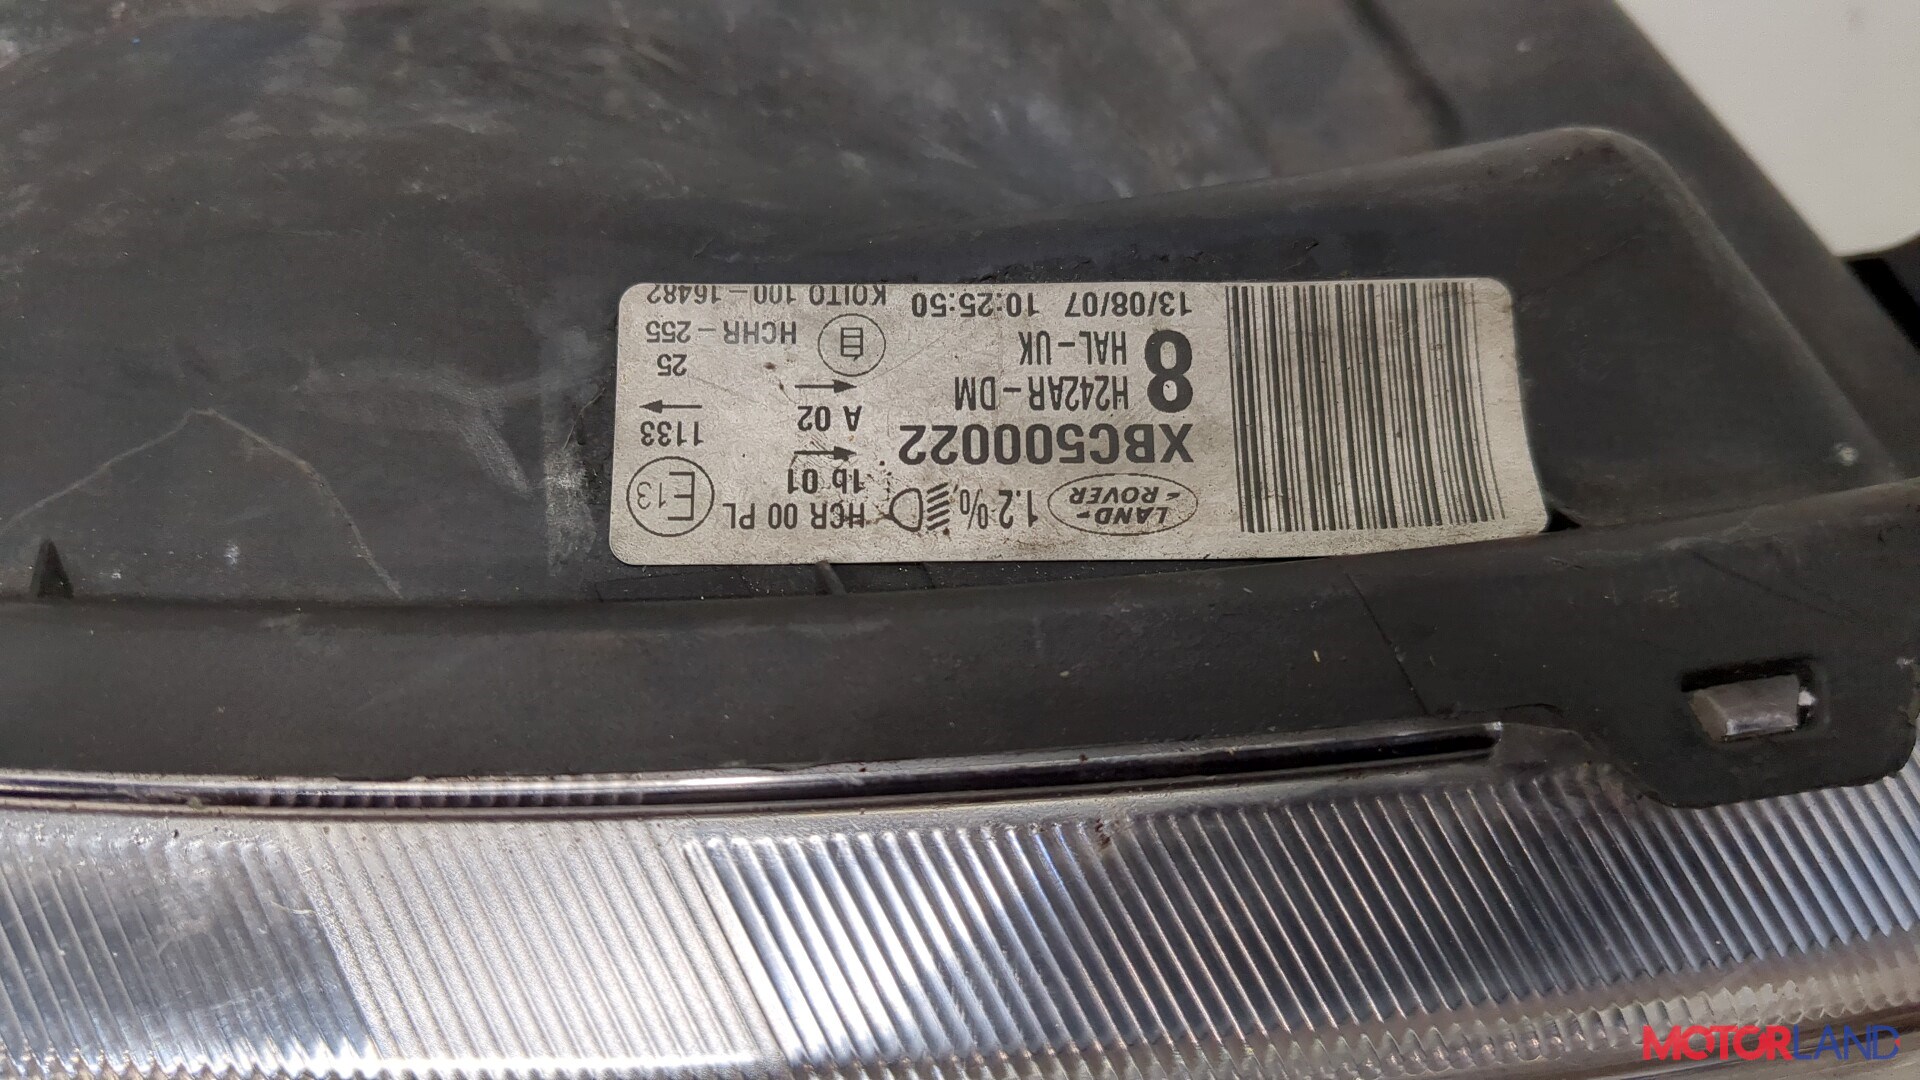 LAND-
-ROVER
1.2%
HCR 00 PL
E13
1b 01
XBC500022
A 02
1133
8
H242AR-DM
HAL-UK
25
HCHR-255
13/08/07 10:25:50
KOITO 100-16482
MOTORLAND